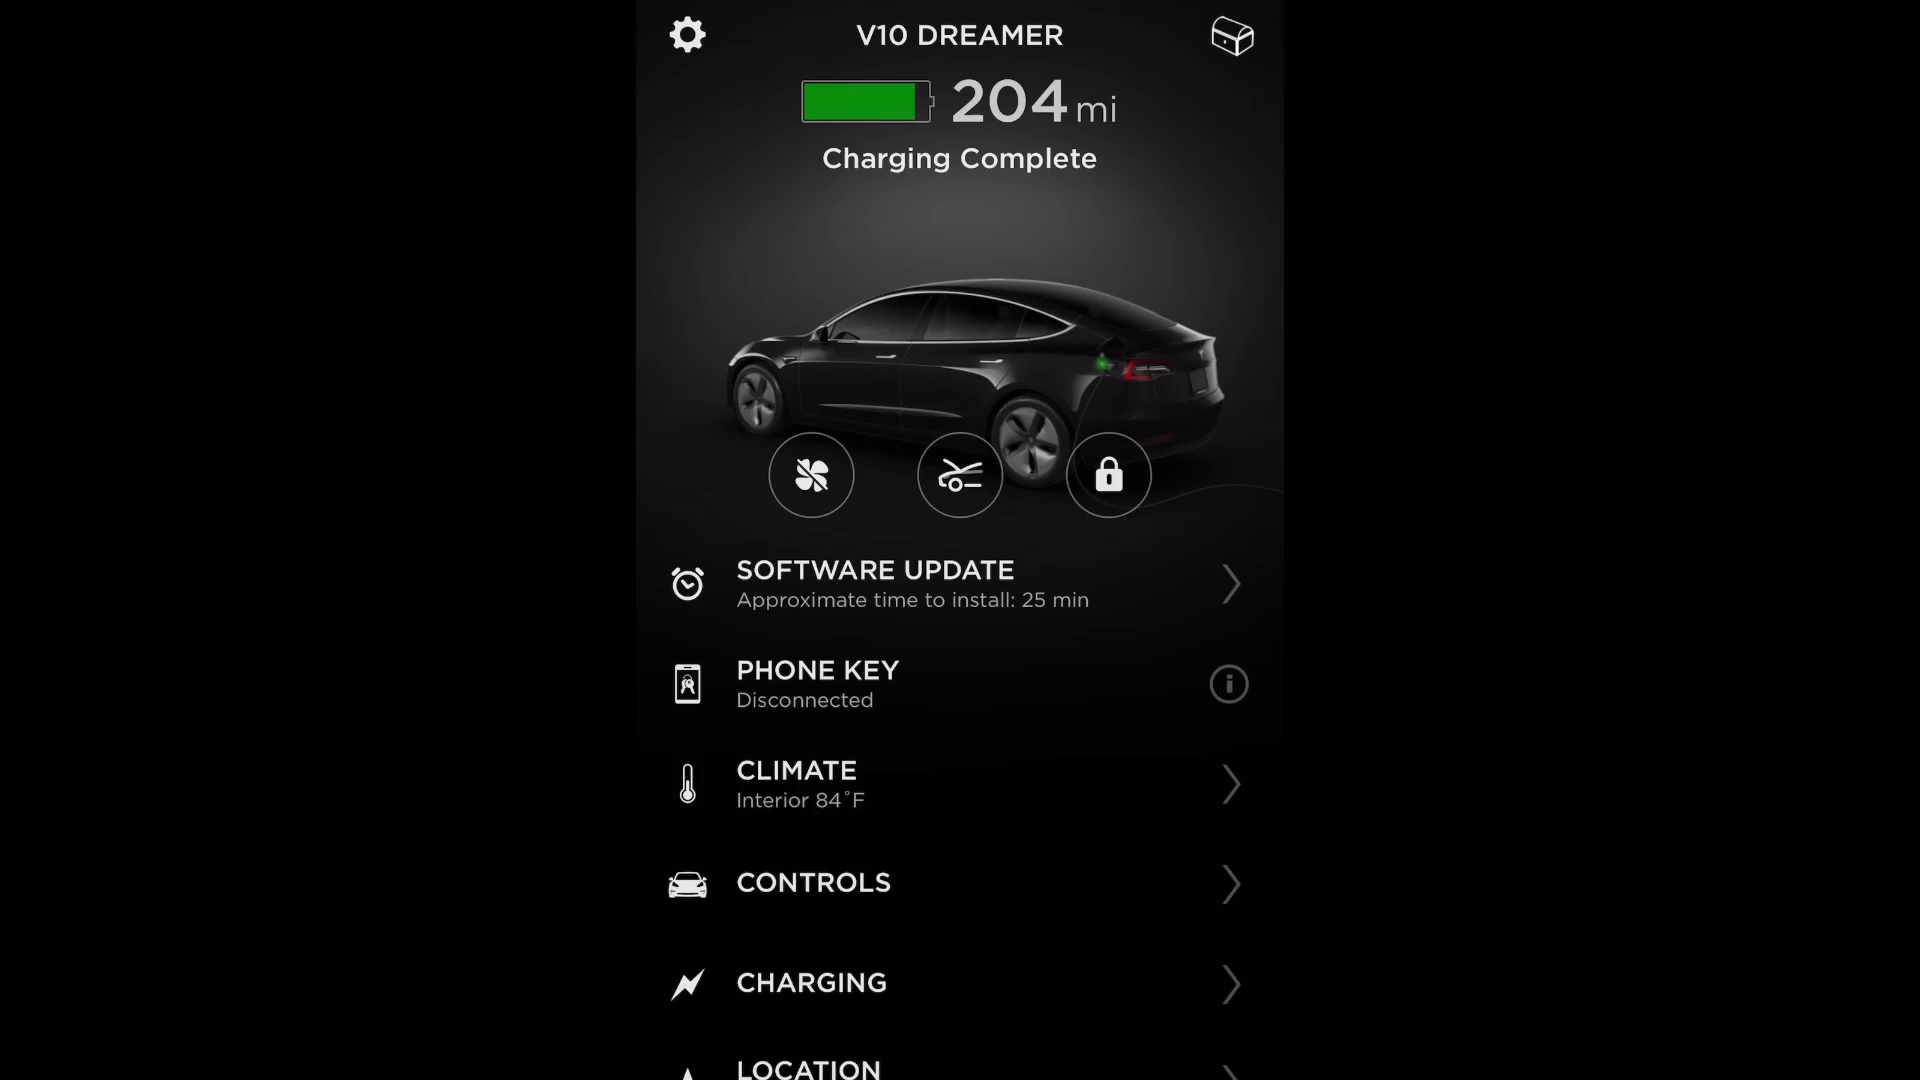 V10 DREAMER
204 mi
Charging Complete
SOFTWARE UPDATE
Approximate time to install: 25 min
PHONE KEY
Disconnected
CLIMATE
Interior 84°F
CONTROLS
CHARGING
LOCATION